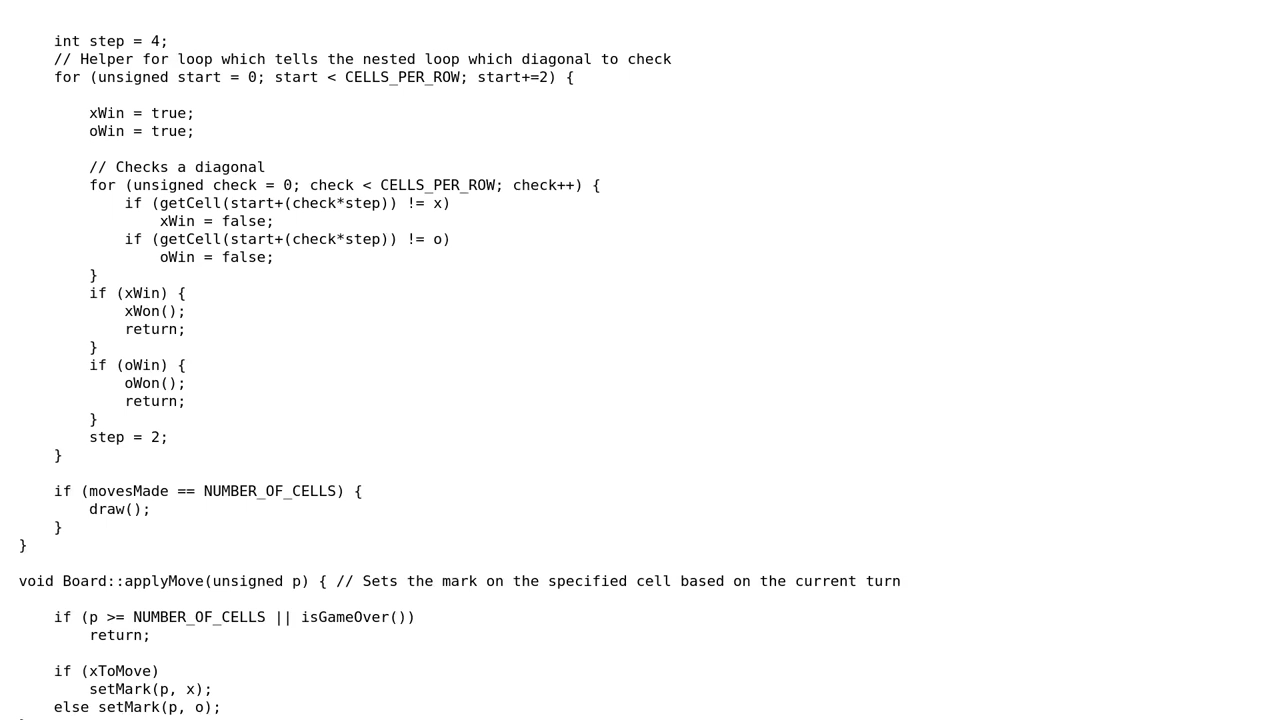 int step = 4;
    // Helper for loop which tells the nested loop which diagonal to check
    for (unsigned start = 0; start < CELLS_PER_ROW; start+=2) {

        xWin = true;
        oWin = true;

        // Checks a diagonal
        for (unsigned check = 0; check < CELLS_PER_ROW; check++) {
            if (getCell(start+(check*step)) != x)
                xWin = false;
            if (getCell(start+(check*step)) != o)
                oWin = false;
        }
        if (xWin) {
            xWon();
            return;
        }
        if (oWin) {
            oWon();
            return;
        }
        step = 2;
    }

    if (movesMade == NUMBER_OF_CELLS) {
        draw();
    }
}

void Board::applyMove(unsigned p) { // Sets the mark on the specified cell based on the current turn

    if (p >= NUMBER_OF_CELLS || isGameOver())
        return;

    if (xToMove)
        setMark(p, x);
    else setMark(p, o);